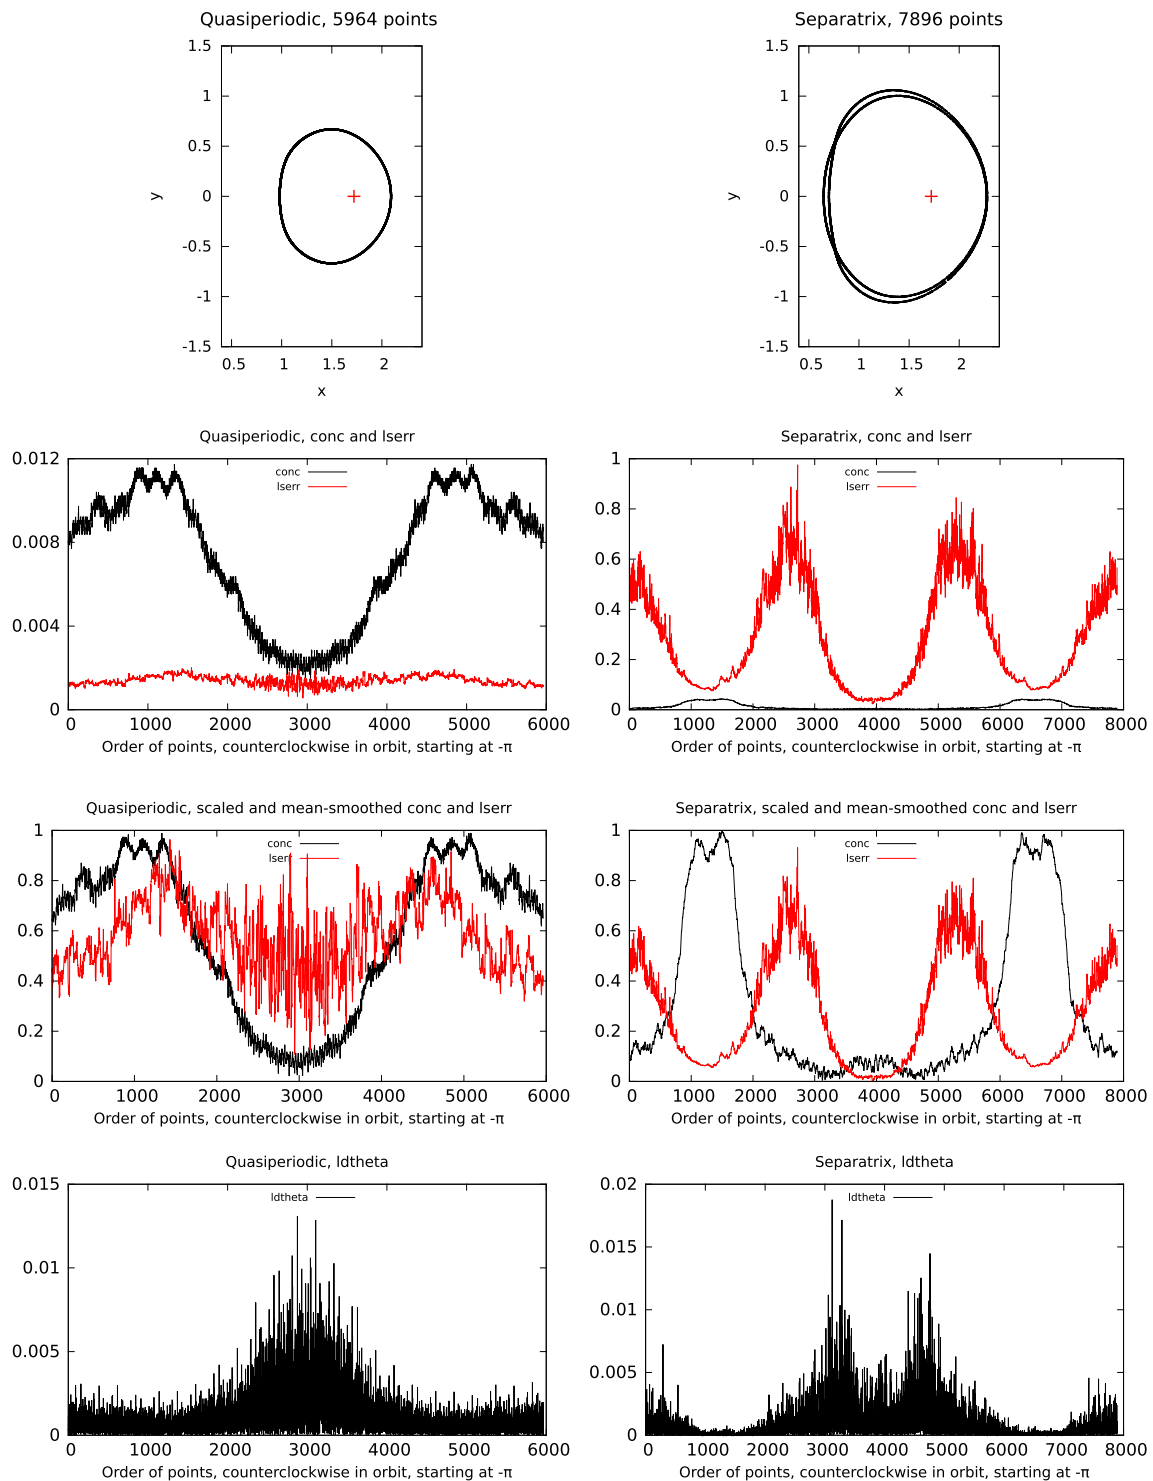 Quasiperiodic, 5964 points
1.5
1
0.5
0
-0.5
-1
-1.5
y
0.5 1 1.5 2
x
Separatrix, 7896 points
1.5
1
0.5
0
-0.5
-1
-1.5
y
0.5 1 1.5 2
x
Quasiperiodic, conc and lserr
conc
lserr
0.012
0.008
0.004
0
0 1000 2000 3000 4000 5000 6000
Order of points, counterclockwise in orbit, starting at -π
Separatrix, conc and lserr
conc
lserr
1
0.8
0.6
0.4
0.2
0
0 1000 2000 3000 4000 5000 6000 7000 8000
Order of points, counterclockwise in orbit, starting at -π
Quasiperiodic, scaled and mean-smoothed conc and lserr
conc
lserr
1
0.8
0.6
0.4
0.2
0
0 1000 2000 3000 4000 5000 6000
Order of points, counterclockwise in orbit, starting at -π
Separatrix, scaled and mean-smoothed conc and lserr
conc
lserr
1
0.8
0.6
0.4
0.2
0
0 1000 2000 3000 4000 5000 6000 7000 8000
Order of points, counterclockwise in orbit, starting at -π
Quasiperiodic, ldtheta
ldtheta
0.015
0.01
0.005
0
0 1000 2000 3000 4000 5000 6000
Order of points, counterclockwise in orbit, starting at -π
Separatrix, ldtheta
ldtheta
0.02
0.015
0.01
0.005
0
0 1000 2000 3000 4000 5000 6000 7000 8000
Order of points, counterclockwise in orbit, starting at -π